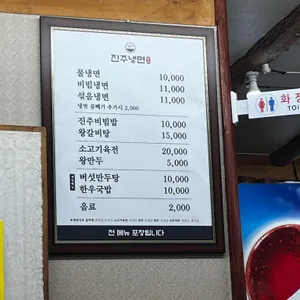 진주냉면
물냉면 10,000
비빔냉면 11,000
섞음냉면 11,000
냉면 곱빼기 추가시 2,000
진주비빔밥 10,000
왕갈비탕 15,000
소고기육전 20,000
왕만두 5,000
버섯만두탕 10,000
한우국밥 10,000
음료 2,000
전 메뉴 포장됩니다
화장
TOI